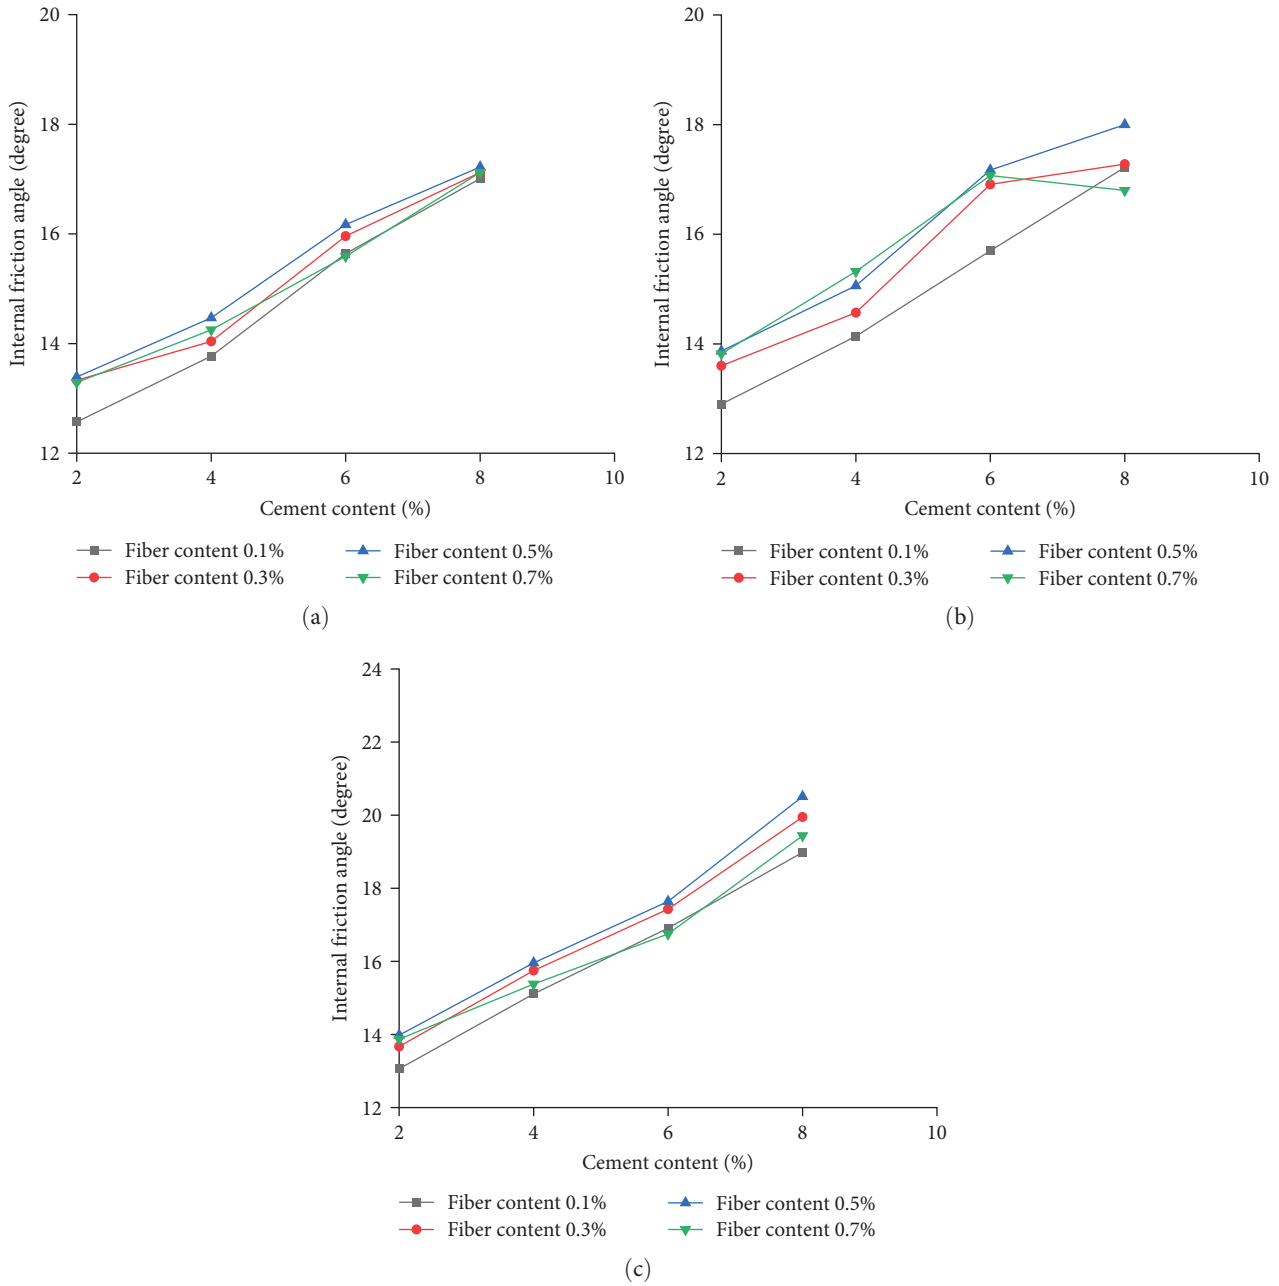 20
18
16
14
12
Internal friction angle (degree)
2 4 6 8 10
Cement content (%)
Fiber content 0.1%
Fiber content 0.3%
Fiber content 0.5%
Fiber content 0.7%
(a)
20
18
16
14
12
Internal friction angle (degree)
2 4 6 8 10
Cement content (%)
Fiber content 0.1%
Fiber content 0.3%
Fiber content 0.5%
Fiber content 0.7%
(b)
24
22
20
18
16
14
12
Internal friction angle (degree)
2 4 6 8 10
Cement content (%)
Fiber content 0.1%
Fiber content 0.3%
Fiber content 0.5%
Fiber content 0.7%
(c)